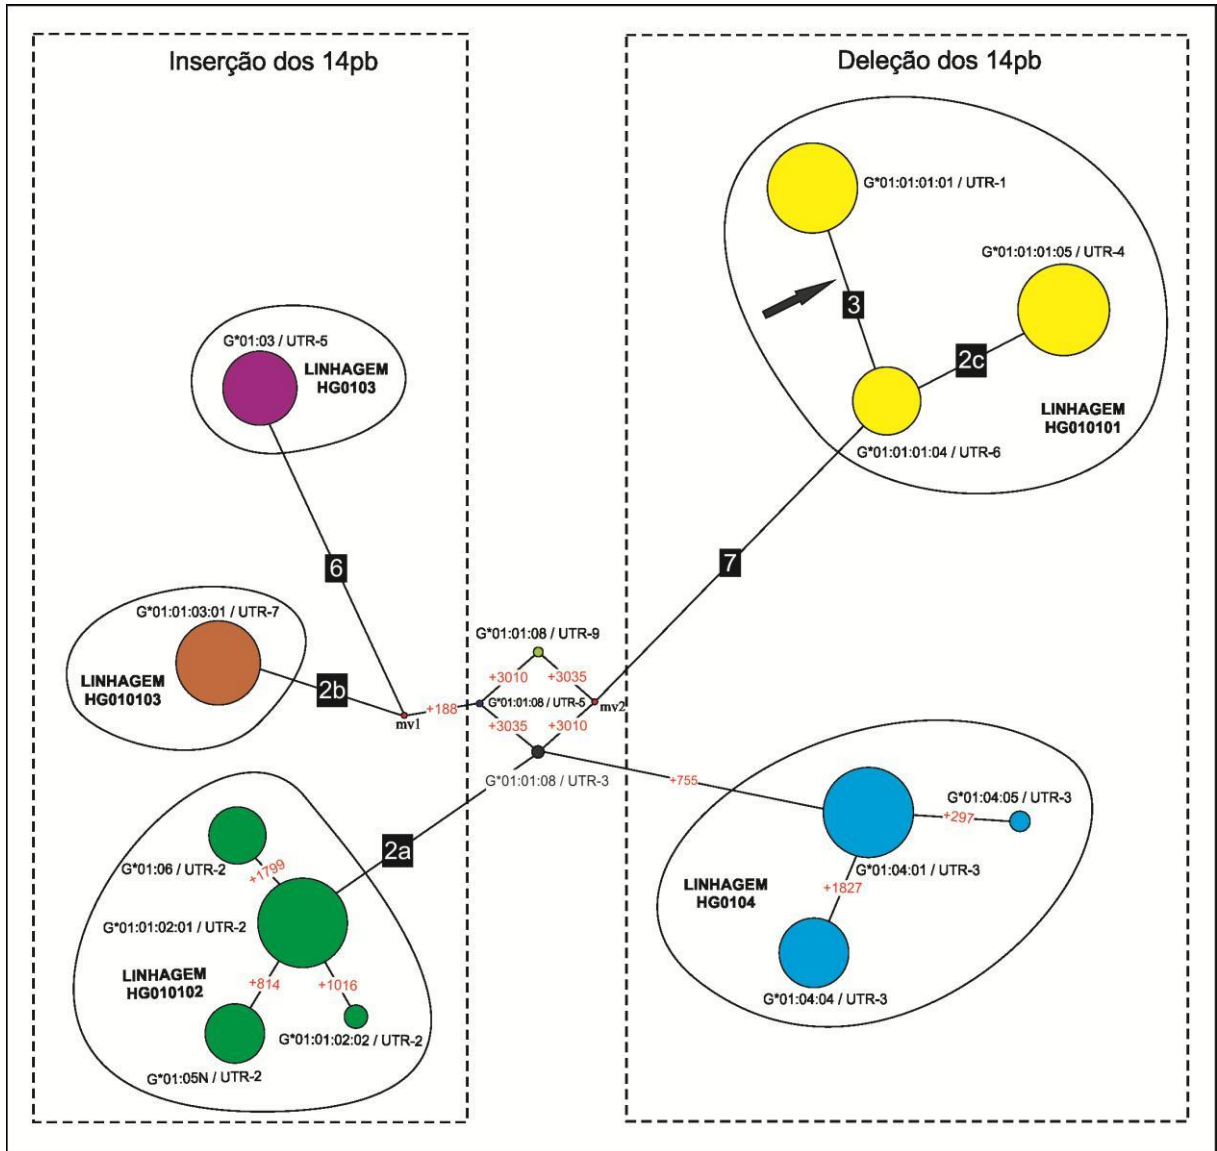 Inserção dos 14pb
Deleção dos 14pb
G*01:01:01:01 / UTR-1
G*01:01:01:05 / UTR-4
3
2c
LINHAGEM
HG010101
G*01:01:01:04 / UTR-6
G*01:03 / UTR-5
LINHAGEM
HG0103
6
7
G*01:01:03:01 / UTR-7
LINHAGEM
HG010103
2b
mv1
+188
G*01:01:08 / UTR-9
+3010
+3035
G*01:01:08 / UTR-5
mv2
+3035
+3010
G*01:01:08 / UTR-3
+755
2a
G*01:06 / UTR-2
+1799
G*01:01:02:01 / UTR-2
LINHAGEM
HG010102
+814
+1016
G*01:01:02:02 / UTR-2
G*01:05N / UTR-2
G*01:04:05 / UTR-3
+297
G*01:04:01 / UTR-3
LINHAGEM
HG0104
+1827
G*01:04:04 / UTR-3